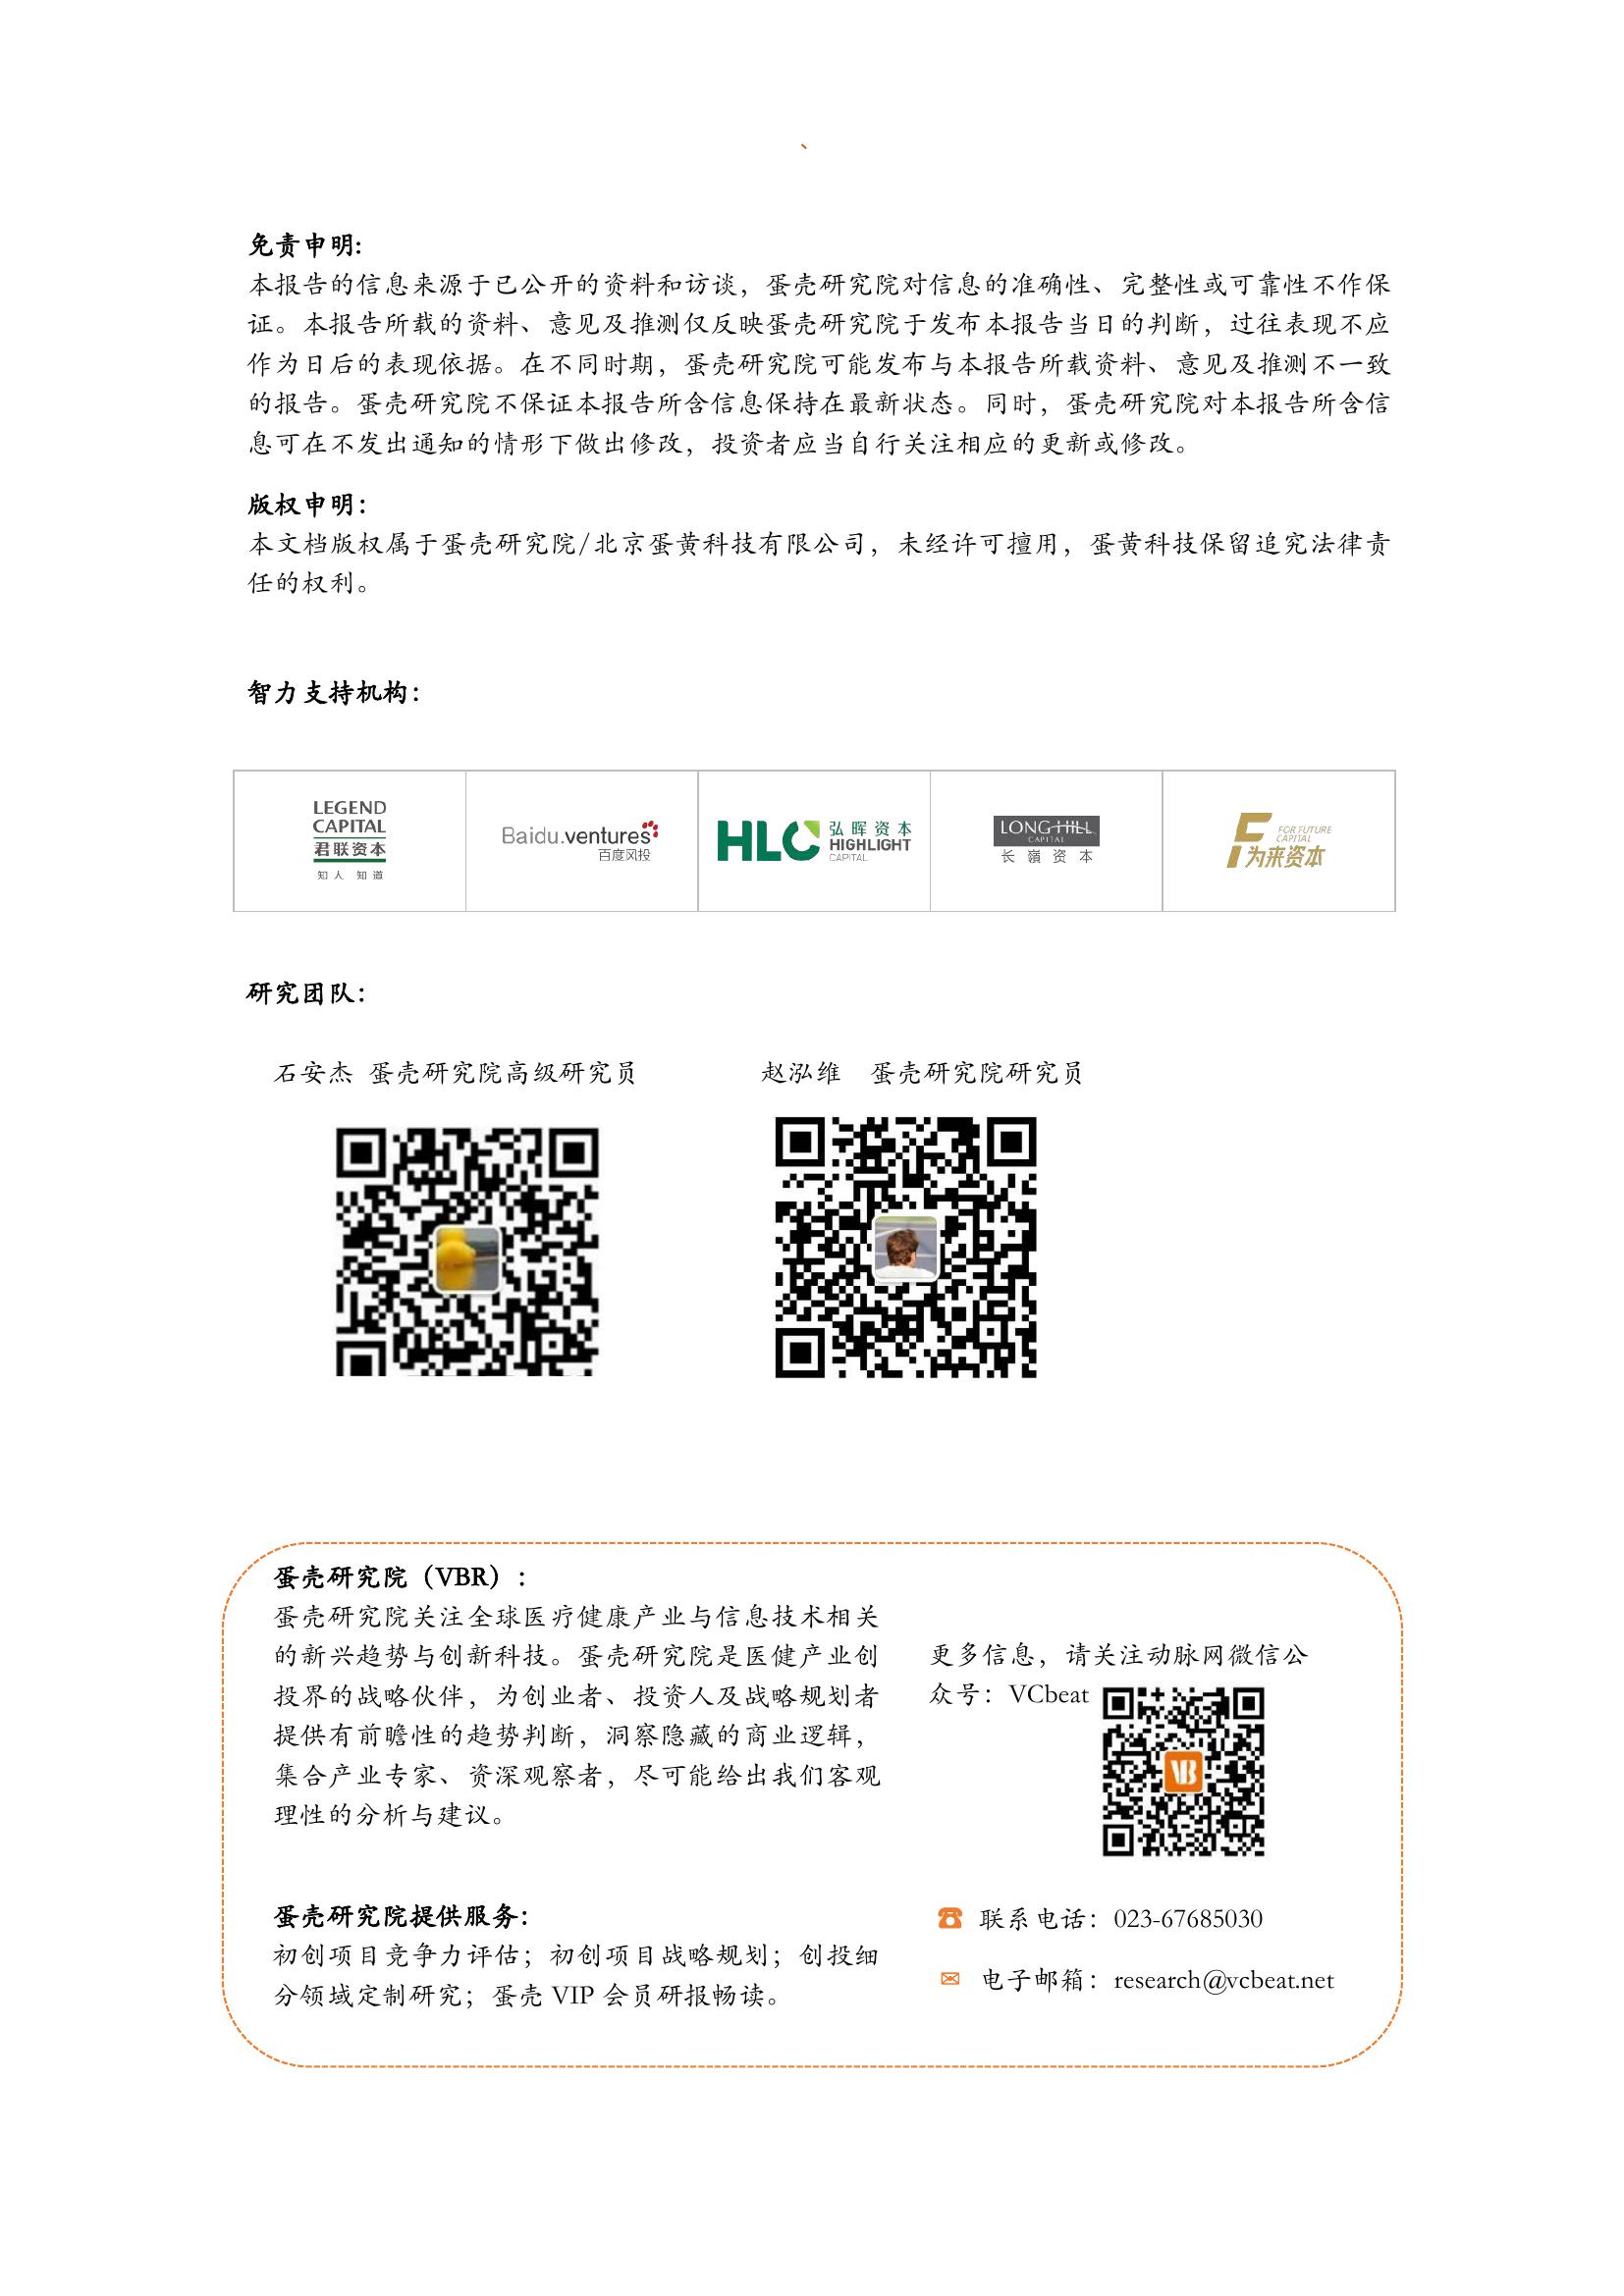 、
免责申明:
本报告的信息来源于已公开的资料和访谈，蛋壳研究院对信息的准确性、完整性或可靠性不作保
证。本报告所载的资料、意见及推测仅反映蛋壳研究院于发布本报告当日的判断，过往表现不应
作为日后的表现依据。在不同时期，蛋壳研究院可能发布与本报告所载资料、意见及推测不一致
的报告。蛋壳研究院不保证本报告所含信息保持在最新状态。同时，蛋壳研究院对本报告所含信
息可在不发出通知的情形下做出修改，投资者应当自行关注相应的更新或修改。
版权申明：
本文档版权属于蛋壳研究院/北京蛋黄科技有限公司，未经许可擅用，蛋黄科技保留追究法律责
任的权利。
智力支持机构：
LEGEND
CAPITAL
君联资本
知人 知道
Baidu.ventures
百度风投
HLC 弘晖资本
HIGHLIGHT
CAPITAL
LONG HILL
CAPITAL
长嶺资本
FOR FUTURE
CAPITAL
为来资本
研究团队：
石安杰 蛋壳研究院高级研究员
赵泓维 蛋壳研究院研究员
蛋壳研究院（VBR）：
蛋壳研究院关注全球医疗健康产业与信息技术相关
的新兴趋势与创新科技。蛋壳研究院是医健产业创
投界的战略伙伴，为创业者、投资人及战略规划者
提供有前瞻性的趋势判断，洞察隐藏的商业逻辑，
集合产业专家、资深观察者，尽可能给出我们客观
理性的分析与建议。
更多信息，请关注动脉网微信公
众号：VCbeat
VB
蛋壳研究院提供服务：
初创项目竞争力评估；初创项目战略规划；创投细
分领域定制研究；蛋壳 VIP 会员研报畅读。
联系电话：023-67685030
电子邮箱：research@vcbeat.net